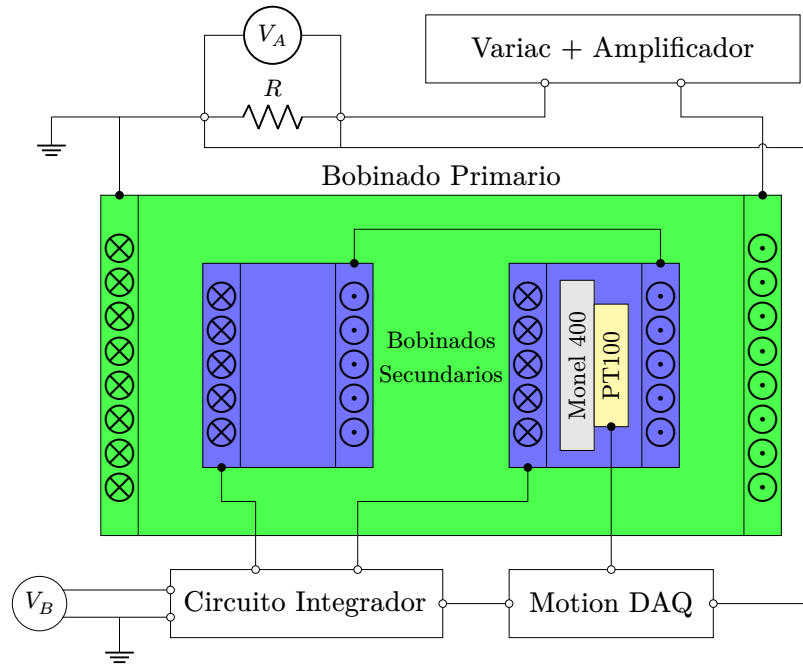 V_A
Variac + Amplificador
R
Bobinado Primario
Bobinados
Secundarios
Monel 400
PT100
V_B
Circuito Integrador
Motion DAQ